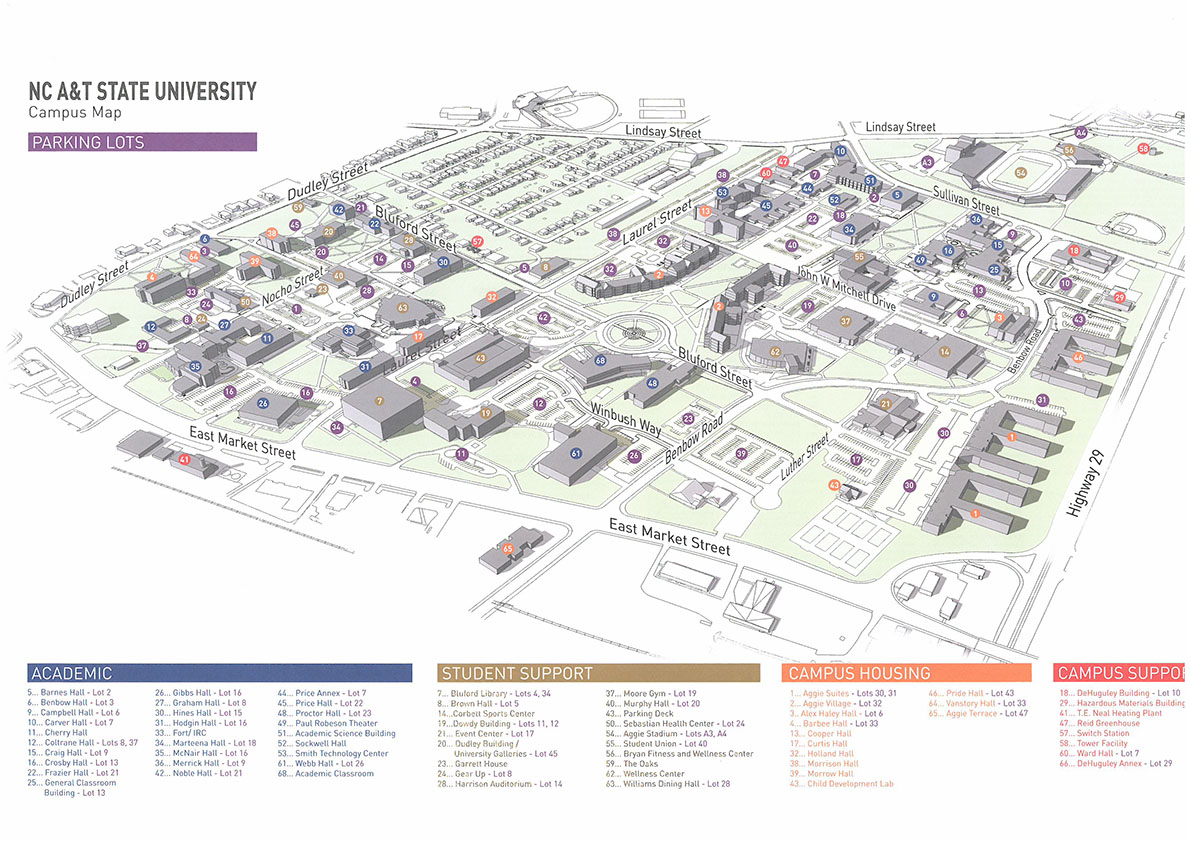 NC A&T STATE UNIVERSITY
Campus Map
PARKING LOTS
Lindsay Street
Lindsay Street
Dudley Street
Bluford Street
Laurel Street
Sullivan Street
Dudley Street
Nocho Street
John W Mitchell Drive
Laurel Street
Bluford Street
Benbow Road
Winbush Way
Benbow Road
Luther Street
East Market Street
East Market Street
Highway 29
ACADEMIC
5... Barnes Hall - Lot 2
6... Benbow Hall - Lot 3
9... Campbell Hall - Lot 6
10... Carver Hall - Lot 7
11... Cherry Hall
12... Coltrane Hall - Lots 8, 37
15... Craig Hall - Lot 9
16... Crosby Hall - Lot 13
22... Frazier Hall - Lot 21
25... General Classroom
Building - Lot 13
26... Gibbs Hall - Lot 16
27... Graham Hall - Lot 8
30... Hines Hall - Lot 15
31... Hodgin Hall - Lot 16
33... Fort/ IRC
34... Marteena Hall - Lot 18
35... McNair Hall - Lot 16
36... Merrick Hall - Lot 9
42... Noble Hall - Lot 21
44... Price Annex - Lot 7
45... Price Hall - Lot 22
48... Proctor Hall - Lot 23
49... Paul Robeson Theater
51... Academic Science Building
52... Sockwell Hall
53... Smith Technology Center
61... Webb Hall - Lot 26
68... Academic Classroom
STUDENT SUPPORT
7... Bluford Library - Lots 4, 34
8... Brown Hall - Lot 5
14...Corbett Sports Center
19...Dowdy Building - Lots 11, 12
21... Event Center - Lot 17
20... Dudley Building /
University Galleries - Lot 45
23... Garrett House
24... Gear Up - Lot 8
28... Harrison Auditorium - Lot 14
37... Moore Gym - Lot 19
40... Murphy Hall - Lot 20
43... Parking Deck
50... Sebastian Health Center - Lot 24
54... Aggie Stadium - Lots A3, A4
55... Student Union - Lot 40
56... Bryan Fitness and Wellness Center
59... The Oaks
62... Wellness Center
63... Williams Dining Hall - Lot 28
CAMPUS HOUSING
1... Aggie Suites - Lots 30, 31
2... Aggie Village - Lot 32
3... Alex Haley Hall - Lot 6
4... Barbee Hall - Lot 33
13... Cooper Hall
17... Curtis Hall
32... Holland Hall
38... Morrison Hall
39... Morrow Hall
43... Child Development Lab
46... Pride Hall - Lot 43
64... Vanstory Hall - Lot 33
65... Aggie Terrace - Lot 47
CAMPUS SUPPO
18... DeHuguley Building - Lot 10
29... Hazardous Materials Building
41... T.E. Neal Heating Plant
47... Reid Greenhouse
57... Switch Station
58... Tower Facility
60... Ward Hall - Lot 7
66... DeHuguley Annex - Lot 29